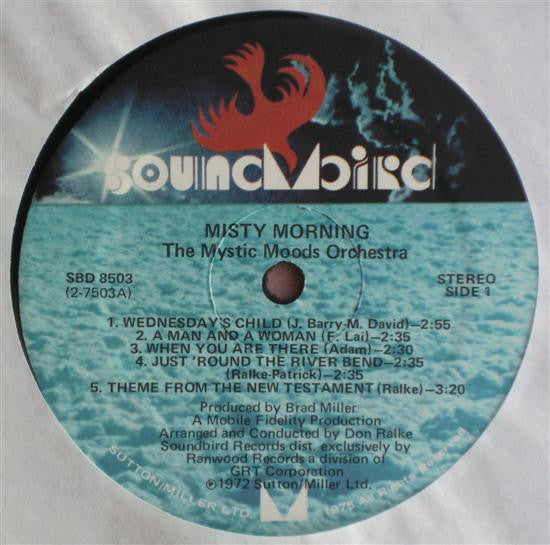 SOUNDBIRD
MISTY MORNING
The Mystic Moods Orchestra
SBD 8503
(2-7503A)
STEREO
SIDE 1
1. WEDNESDAY'S CHILD (J. Barry-M. David)–2:55
2. A MAN AND A WOMAN (F. Lai)–2:35
3. WHEN YOU ARE THERE (Adam)–2:30
4. JUST 'ROUND THE RIVER BEND–2:35
(Ralke-Patrick)–2:35
5. THEME FROM THE NEW TESTAMENT (Ralke)–3:20
Produced by Brad Miller
A Mobile Fidelity Production
Arranged and Conducted by Don Ralke
Soundbird Records dist. exclusively by
Ranwood Records a division of
GRT Corporation
℗1972 Sutton/Miller Ltd.
SUTTON/MILLER LTD.
©1975 All Rights Reserved